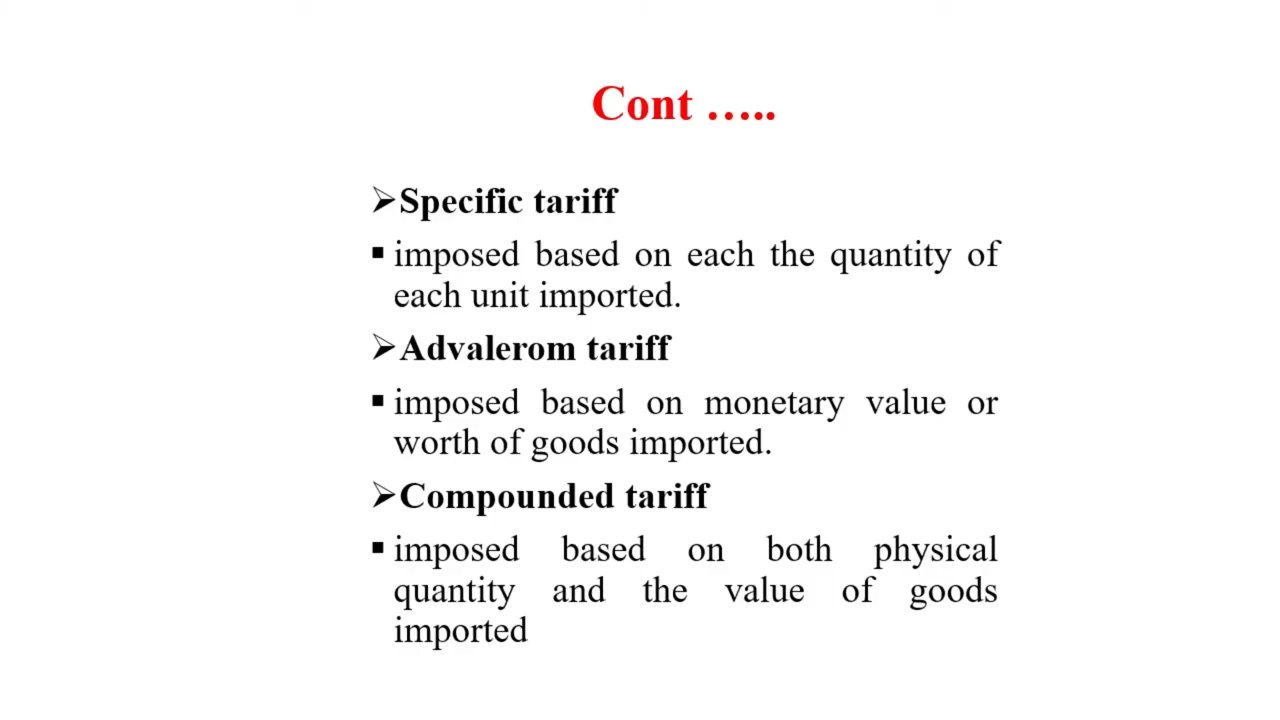 Cont …..
➢Specific tariff
▪ imposed based on each the quantity of
each unit imported.
➢Advalerom tariff
▪ imposed based on monetary value or
worth of goods imported.
➢Compounded tariff
▪ imposed based on both physical
quantity and the value of goods
imported